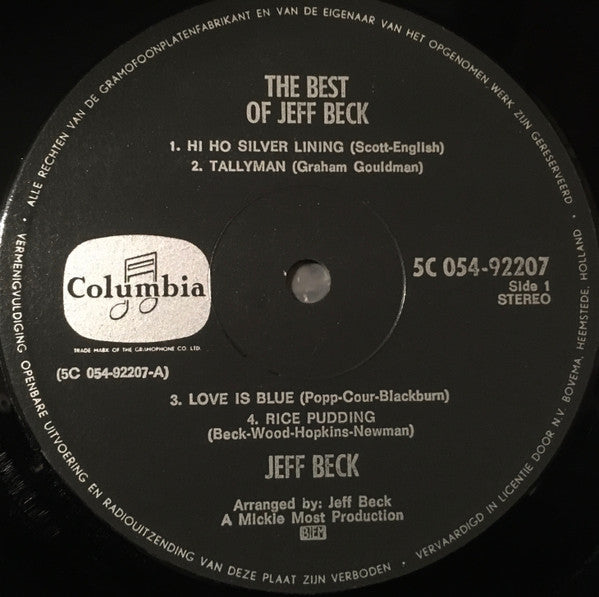 ALLE RECHTEN VAN DE GRAMOFOONPLATENFABRIKANT EN VAN DE EIGENAAR VAN HET OPGENOMEN WERK ZIJN GERESERVEERD
THE BEST
OF JEFF BECK
1. HI HO SILVER LINING (Scott-English)
2. TALLYMAN (Graham Gouldman)
Columbia
TRADE MARK OF THE GRAMOPHONE CO. LTD.
5C 054-92207
Side 1
STEREO
(5C 054-92207-A)
3. LOVE IS BLUE (Popp-Cour-Blackburn)
4. RICE PUDDING
(Beck-Wood-Hopkins-Newman)
JEFF BECK
Arranged by: Jeff Beck
A Mickie Most Production
BIEM
VERMENIGVULDIGING OPENBARE UITVOERING EN RADIOUITZENDING VAN DEZE PLAAT ZIJN VERBODEN
VERVAARDIGD IN LICENTIE DOOR N.V. BOVEMA, HEEMSTEDE, HOLLAND